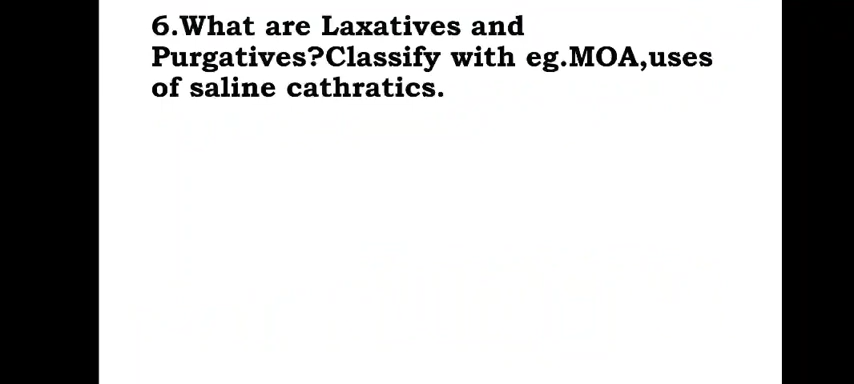 6.What are Laxatives and
Purgatives?Classify with eg.MOA,uses
of saline cathratics.